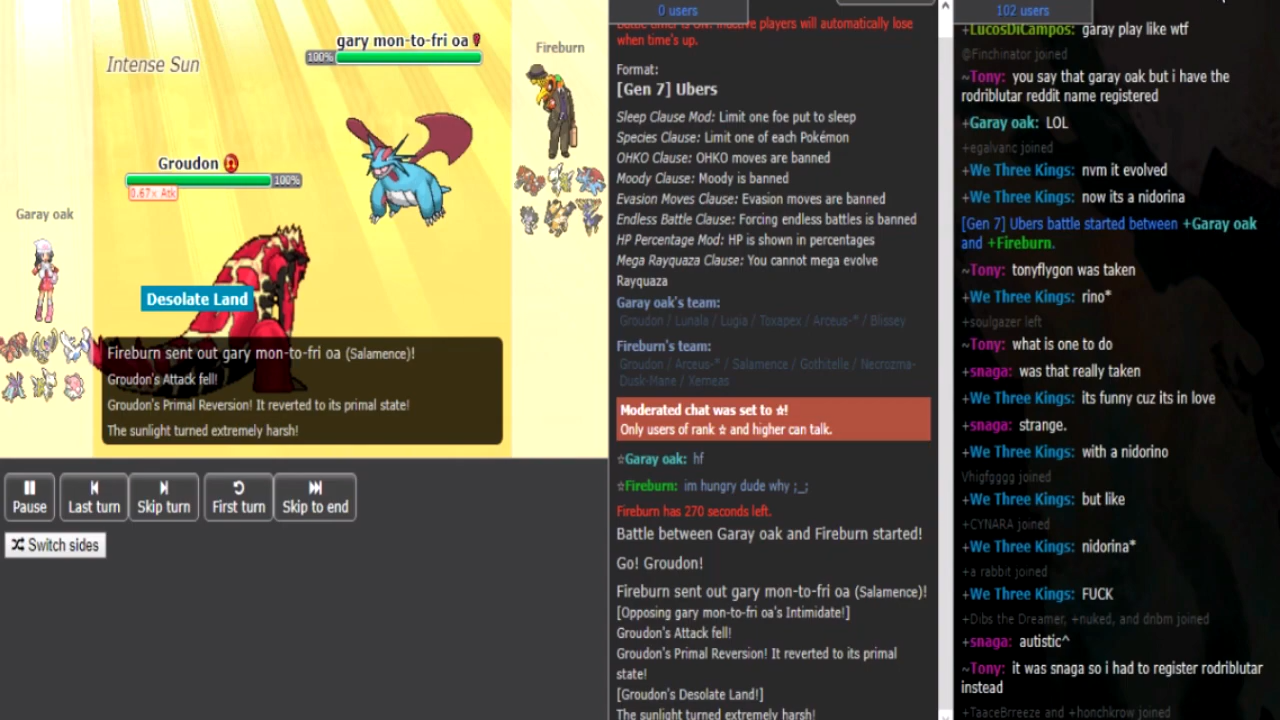 Intense Sun
gary mon-to-fri oa
100%
Fireburn
Groudon
100%
0.67x Atk
Garay oak
Desolate Land
Fireburn sent out gary mon-to-fri oa (Salamence)!
Groudon's Attack fell!
Groudon's Primal Reversion! It reverted to its primal state!
The sunlight turned extremely harsh!
Pause
Last turn
Skip turn
First turn
Skip to end
Switch sides
0 users
Battle timer is ON: inactive players will automatically lose
when time's up.
Format:
[Gen 7] Ubers
Sleep Clause Mod: Limit one foe put to sleep
Species Clause: Limit one of each Pokémon
OHKO Clause: OHKO moves are banned
Moody Clause: Moody is banned
Evasion Moves Clause: Evasion moves are banned
Endless Battle Clause: Forcing endless battles is banned
HP Percentage Mod: HP is shown in percentages
Mega Rayquaza Clause: You cannot mega evolve
Rayquaza
Garay oak's team:
Groudon / Lunala / Lugia / Toxapex / Arceus-* / Blissey
Fireburn's team:
Groudon / Arceus-* / Salamence / Gothitelle / Necrozma-
Dusk-Mane / Xerneas
Moderated chat was set to ☆!
Only users of rank ☆ and higher can talk.
☆Garay oak: hf
☆Fireburn: im hungry dude why ;_;
Fireburn has 270 seconds left.
Battle between Garay oak and Fireburn started!
Go! Groudon!
Fireburn sent out gary mon-to-fri oa (Salamence)!
[Opposing gary mon-to-fri oa's Intimidate!]
Groudon's Attack fell!
Groudon's Primal Reversion! It reverted to its primal
state!
[Groudon's Desolate Land!]
The sunlight turned extremely harsh!
102 users
+LucosDiCampos: garay play like wtf
@Finchinator joined
~Tony: you say that garay oak but i have the
rodriblutar reddit name registered
+Garay oak: LOL
+egalvanc joined
+We Three Kings: nvm it evolved
+We Three Kings: now its a nidorina
[Gen 7] Ubers battle started between +Garay oak
and +Fireburn.
~Tony: tonyflygon was taken
+We Three Kings: rino*
+soulgazer left
~Tony: what is one to do
+snaga: was that really taken
+We Three Kings: its funny cuz its in love
+snaga: strange.
+We Three Kings: with a nidorino
Vhigfgggg joined
+We Three Kings: but like
+CYNARA joined
+We Three Kings: nidorina*
+a rabbit joined
+We Three Kings: FUCK
+Dibs the Dreamer, +nuked, and dnbm joined
+snaga: autistic^
~Tony: it was snaga so i had to register rodriblutar
instead
+TaaceBrreeze and +honchkrow joined